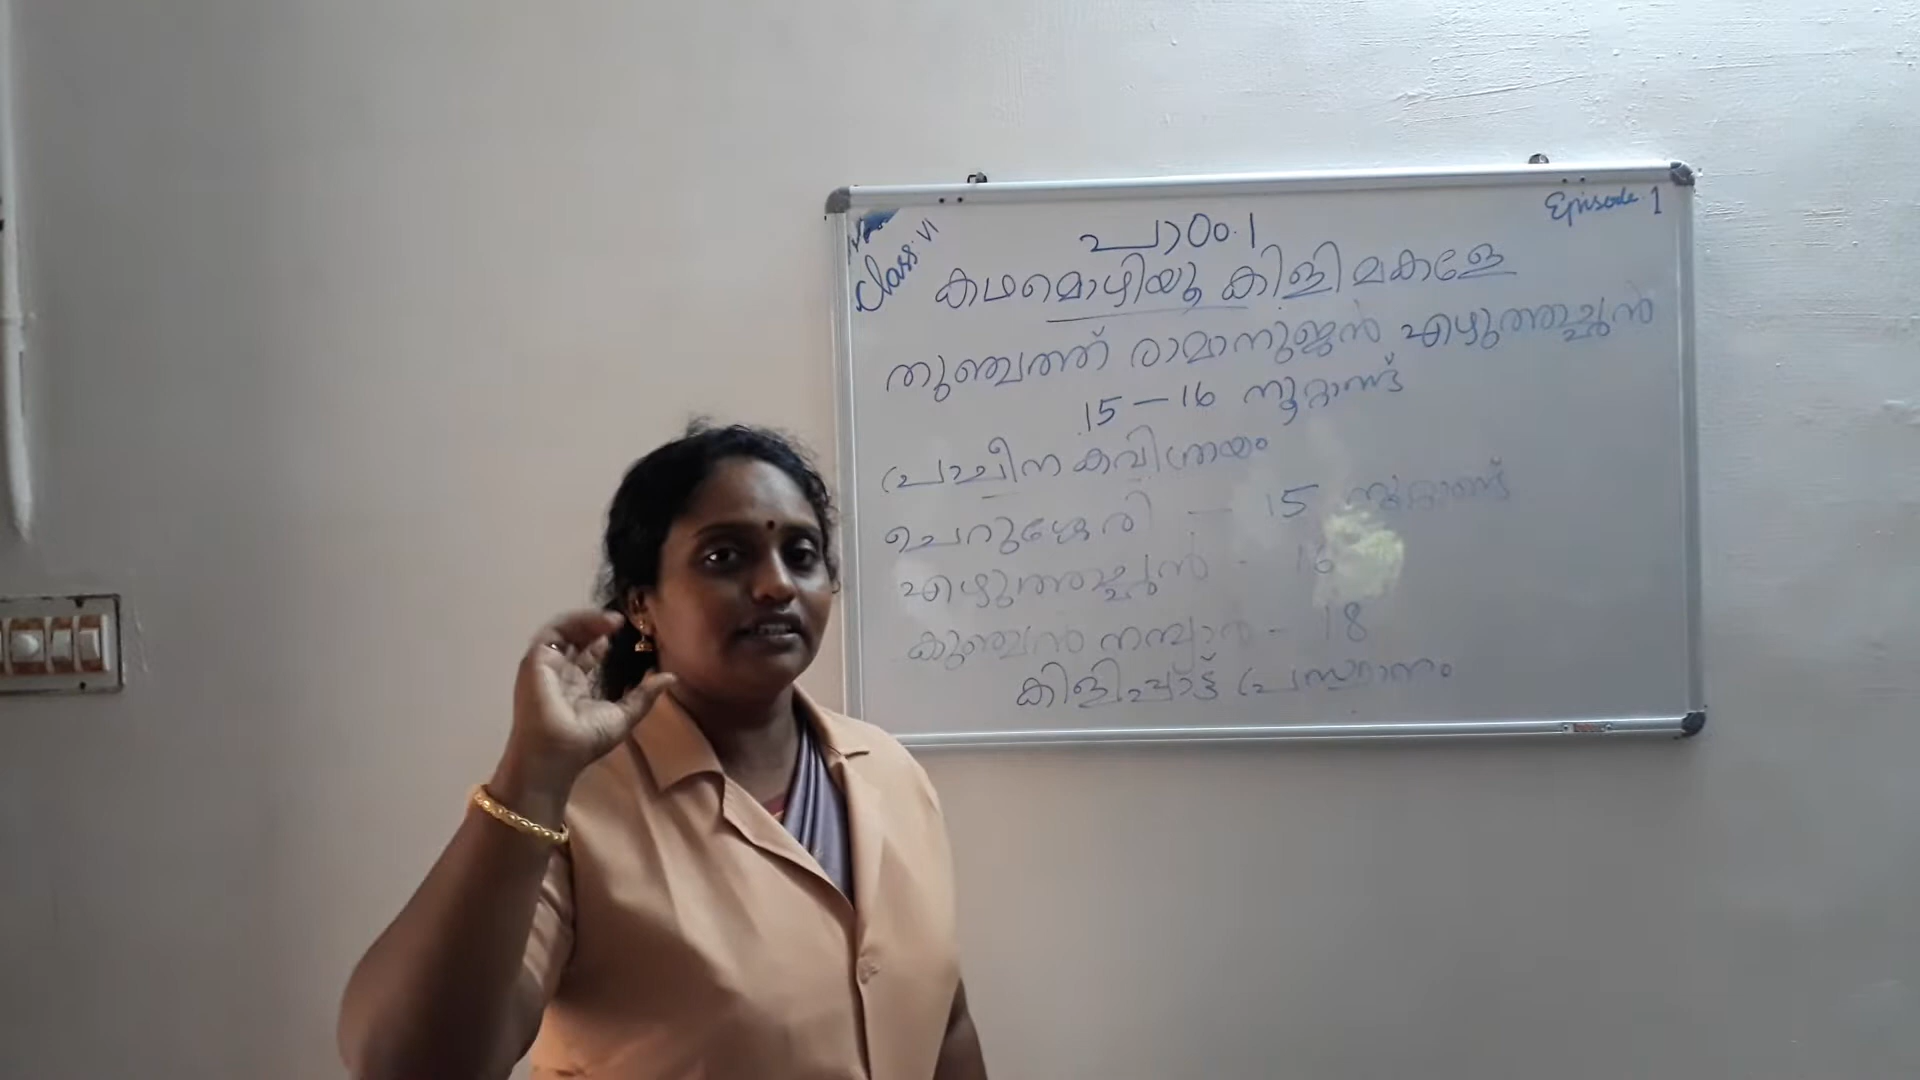 Episode. 1
Class: VI
പാഠം. 1
കഥമൊഴിയൂ കിളിമകളേ
തുഞ്ചത്ത് രാമാനുജൻ എഴുത്തച്ഛൻ
15 – 16 നൂറ്റാണ്ട്
പ്രാചീന കവിത്രയം
ചെറുശ്ശേരി — 15 നൂറ്റാണ്ട്
എഴുത്തച്ഛൻ - 16
കുഞ്ചൻ നമ്പ്യാർ - 18
കിളിപ്പാട്ട് പ്രസ്ഥാനം